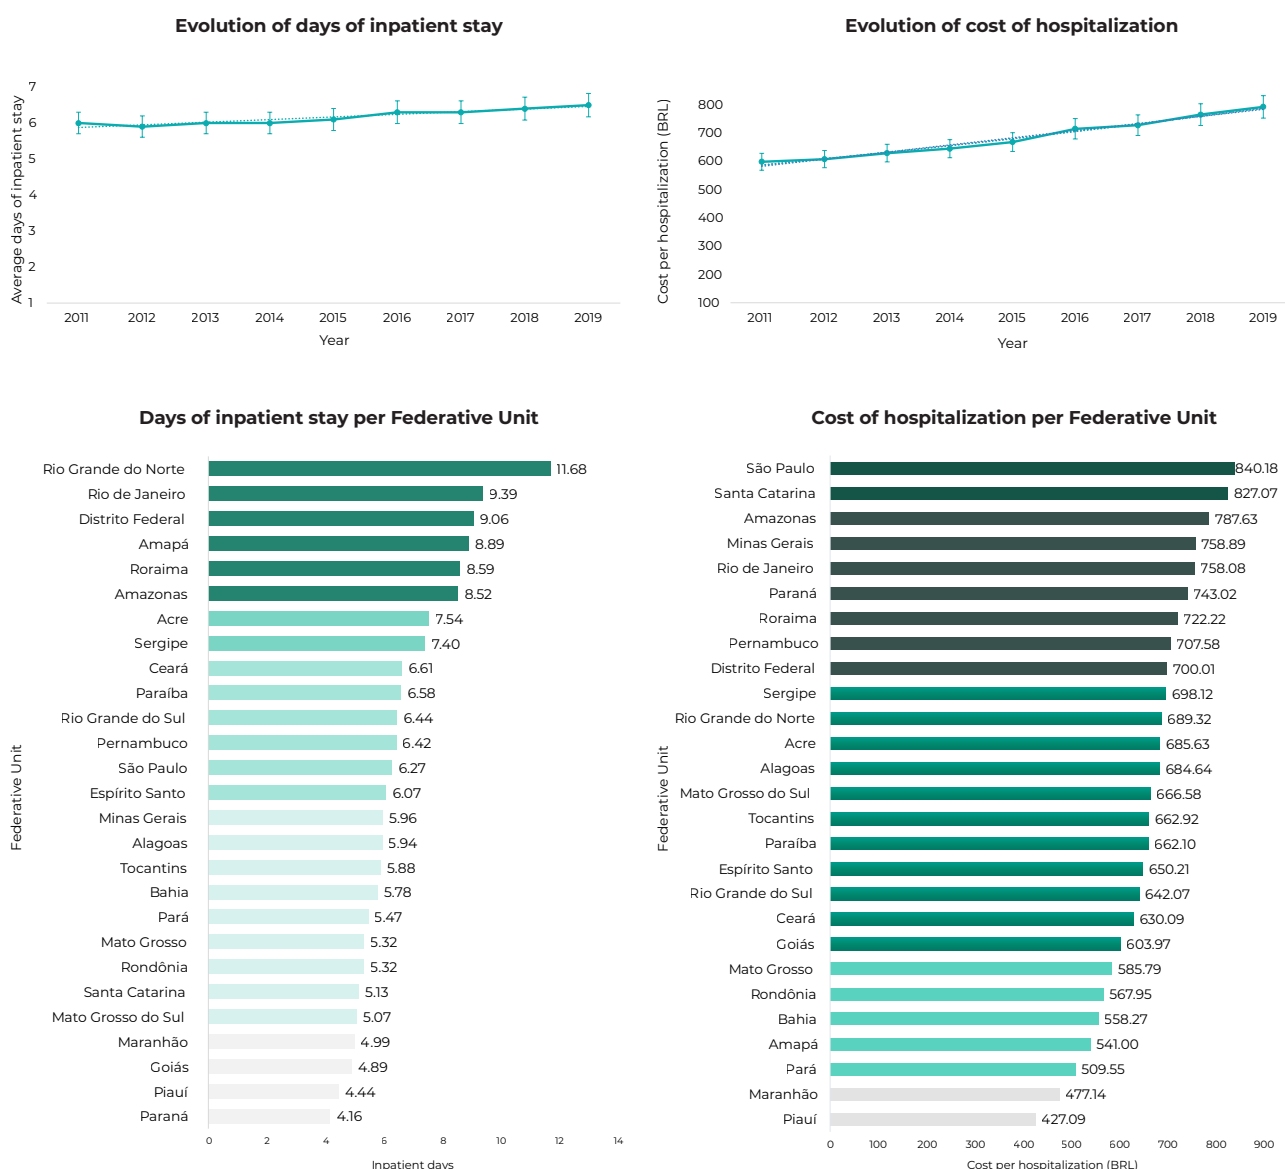 Evolution of days of inpatient stay
Average days of inpatient stay
7
6
5
4
3
2
1
2011 2012 2013 2014 2015 2016 2017 2018 2019
Year
Evolution of cost of hospitalization
Cost per hospitalization (BRL)
800
700
600
500
400
300
200
100
2011 2012 2013 2014 2015 2016 2017 2018 2019
Year
Days of inpatient stay per Federative Unit
Federative Unit
Rio Grande do Norte 11.68
Rio de Janeiro 9.39
Distrito Federal 9.06
Amapá 8.89
Roraima 8.59
Amazonas 8.52
Acre 7.54
Sergipe 7.40
Ceará 6.61
Paraíba 6.58
Rio Grande do Sul 6.44
Pernambuco 6.42
São Paulo 6.27
Espírito Santo 6.07
Minas Gerais 5.96
Alagoas 5.94
Tocantins 5.88
Bahia 5.78
Pará 5.47
Mato Grosso 5.32
Rondônia 5.32
Santa Catarina 5.13
Mato Grosso do Sul 5.07
Maranhão 4.99
Goiás 4.89
Piauí 4.44
Paraná 4.16
0 2 4 6 8 10 12 14
Inpatient days
Cost of hospitalization per Federative Unit
Federative Unit
São Paulo 840.18
Santa Catarina 827.07
Amazonas 787.63
Minas Gerais 758.89
Rio de Janeiro 758.08
Paraná 743.02
Roraima 722.22
Pernambuco 707.58
Distrito Federal 700.01
Sergipe 698.12
Rio Grande do Norte 689.32
Acre 685.63
Alagoas 684.64
Mato Grosso do Sul 666.58
Tocantins 662.92
Paraíba 662.10
Espírito Santo 650.21
Rio Grande do Sul 642.07
Ceará 630.09
Goiás 603.97
Mato Grosso 585.79
Rondônia 567.95
Bahia 558.27
Amapá 541.00
Pará 509.55
Maranhão 477.14
Piauí 427.09
0 100 200 300 400 500 600 700 800 900
Cost per hospitalization (BRL)